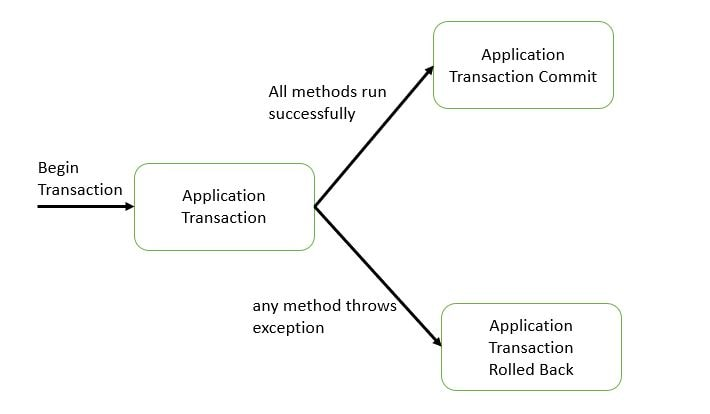 Begin
Transaction
Application
Transaction
All methods run
successfully
Application
Transaction Commit
any method throws
exception
Application
Transaction
Rolled Back